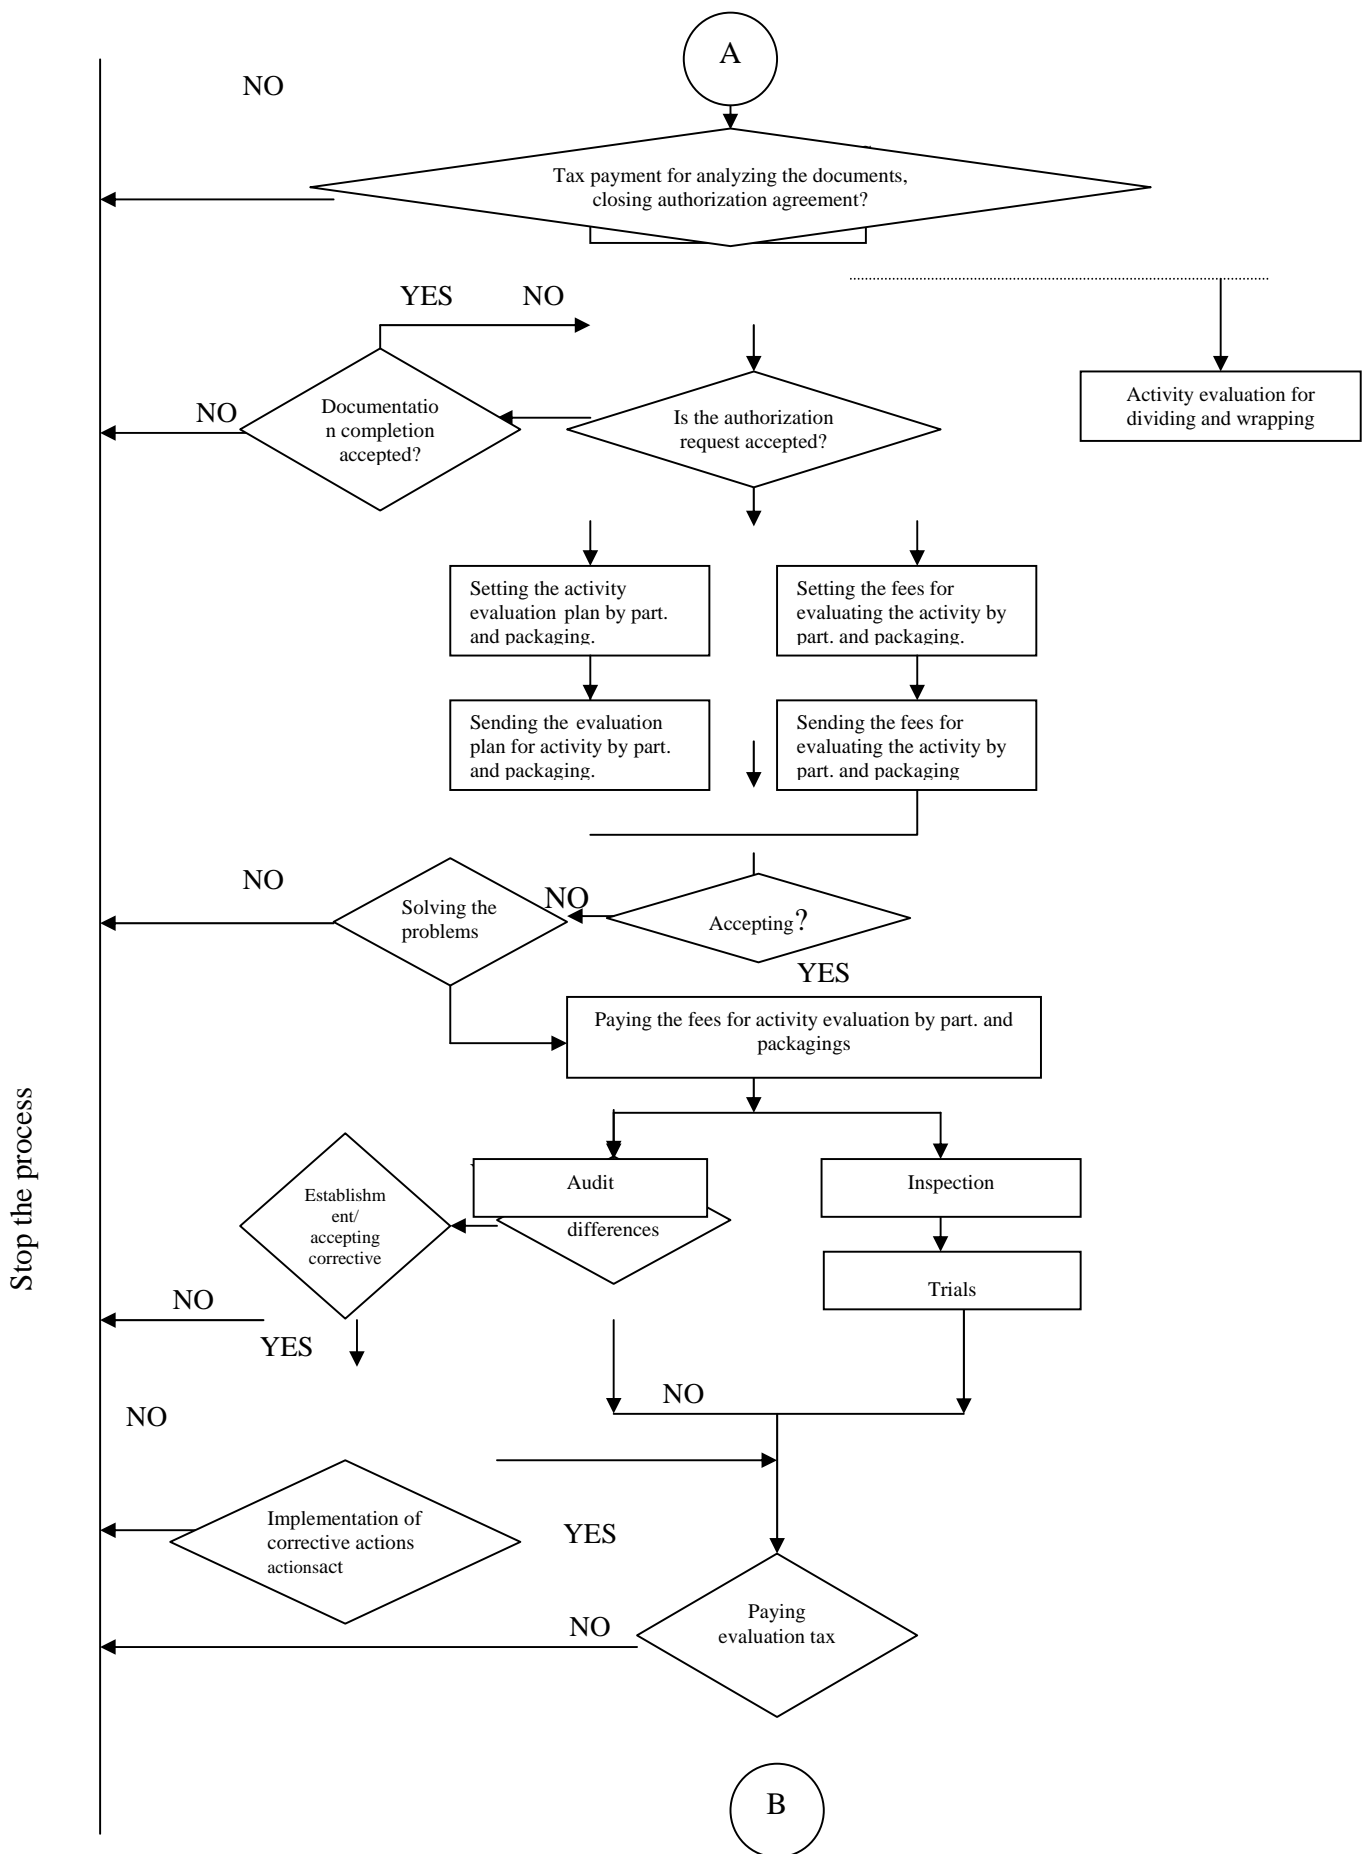 A
NO
Tax payment for analyzing the documents,
closing authorization agreement?
YES
NO
NO
Documentatio
n completion
accepted?
Is the authorization
request accepted?
Activity evaluation for
dividing and wrapping
Setting the activity
evaluation plan by part.
and packaging.
Setting the fees for
evaluating the activity by
part. and packaging.
Sending the evaluation
plan for activity by part.
and packaging.
Sending the fees for
evaluating the activity by
part. and packaging
NO
Solving the
problems
NO
Accepting?
YES
Paying the fees for activity evaluation by part. and
packagings
Stop the process
Establishm
ent/
accepting
corrective
Audit
differences
Inspection
Trials
NO
YES
NO
NO
Implementation of
corrective actions
actionsact
YES
NO
Paying
evaluation tax
B